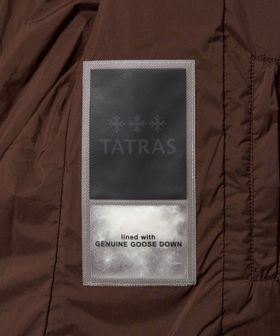 TATRAS
lined with
GENUINE GOOSE DOWN